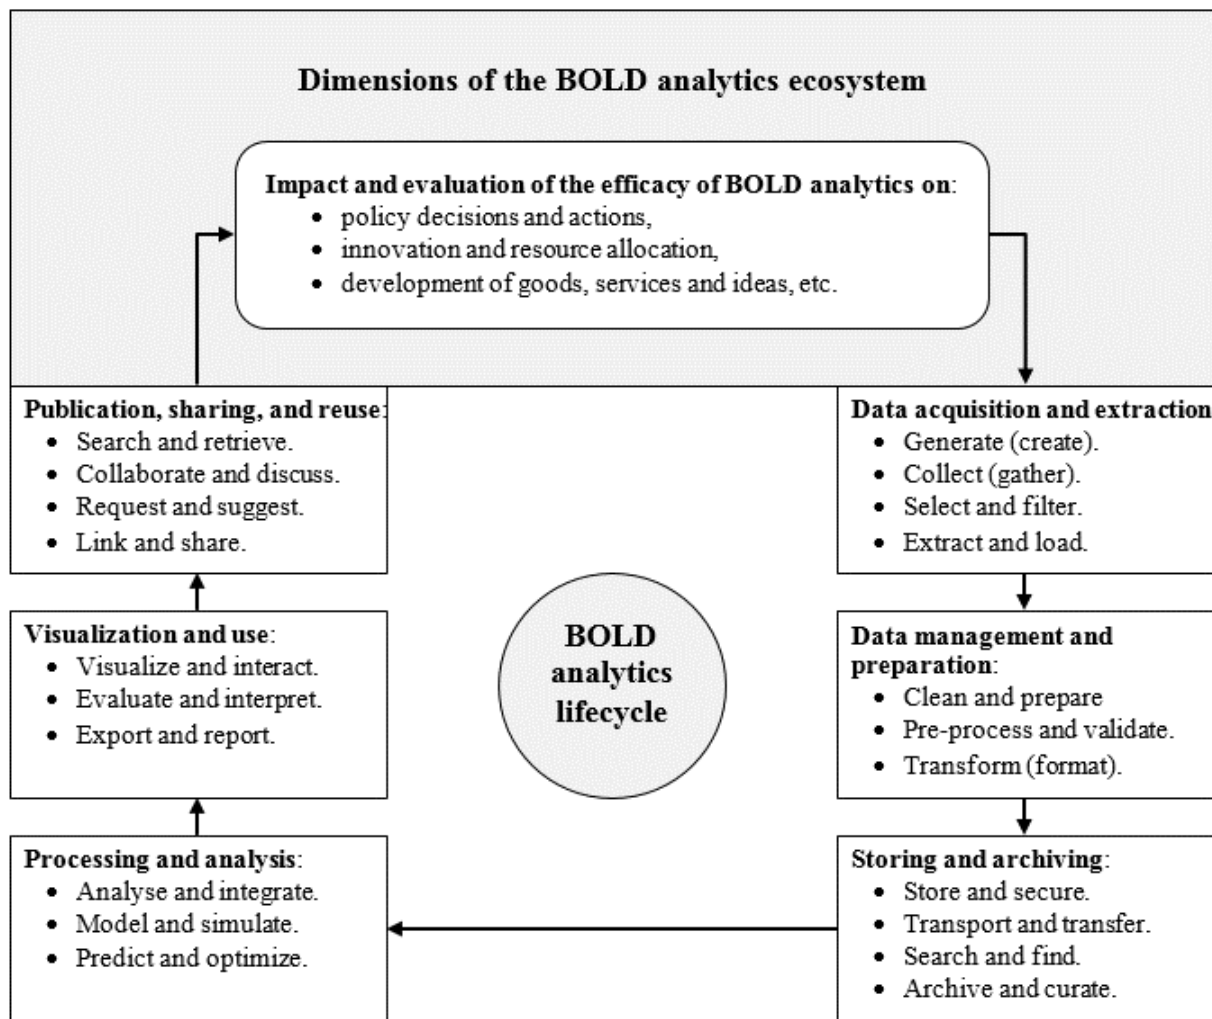 Dimensions of the BOLD analytics ecosystem
Impact and evaluation of the efficacy of BOLD analytics on:
• policy decisions and actions,
• innovation and resource allocation,
• development of goods, services and ideas, etc.
Publication, sharing, and reuse:
• Search and retrieve.
• Collaborate and discuss.
• Request and suggest.
• Link and share.
Data acquisition and extraction
• Generate (create).
• Collect (gather).
• Select and filter.
• Extract and load.
Visualization and use:
• Visualize and interact.
• Evaluate and interpret.
• Export and report.
BOLD
analytics
lifecycle
Data management and
preparation:
• Clean and prepare
• Pre-process and validate.
• Transform (format).
Processing and analysis:
• Analyse and integrate.
• Model and simulate.
• Predict and optimize.
Storing and archiving:
• Store and secure.
• Transport and transfer.
• Search and find.
• Archive and curate.